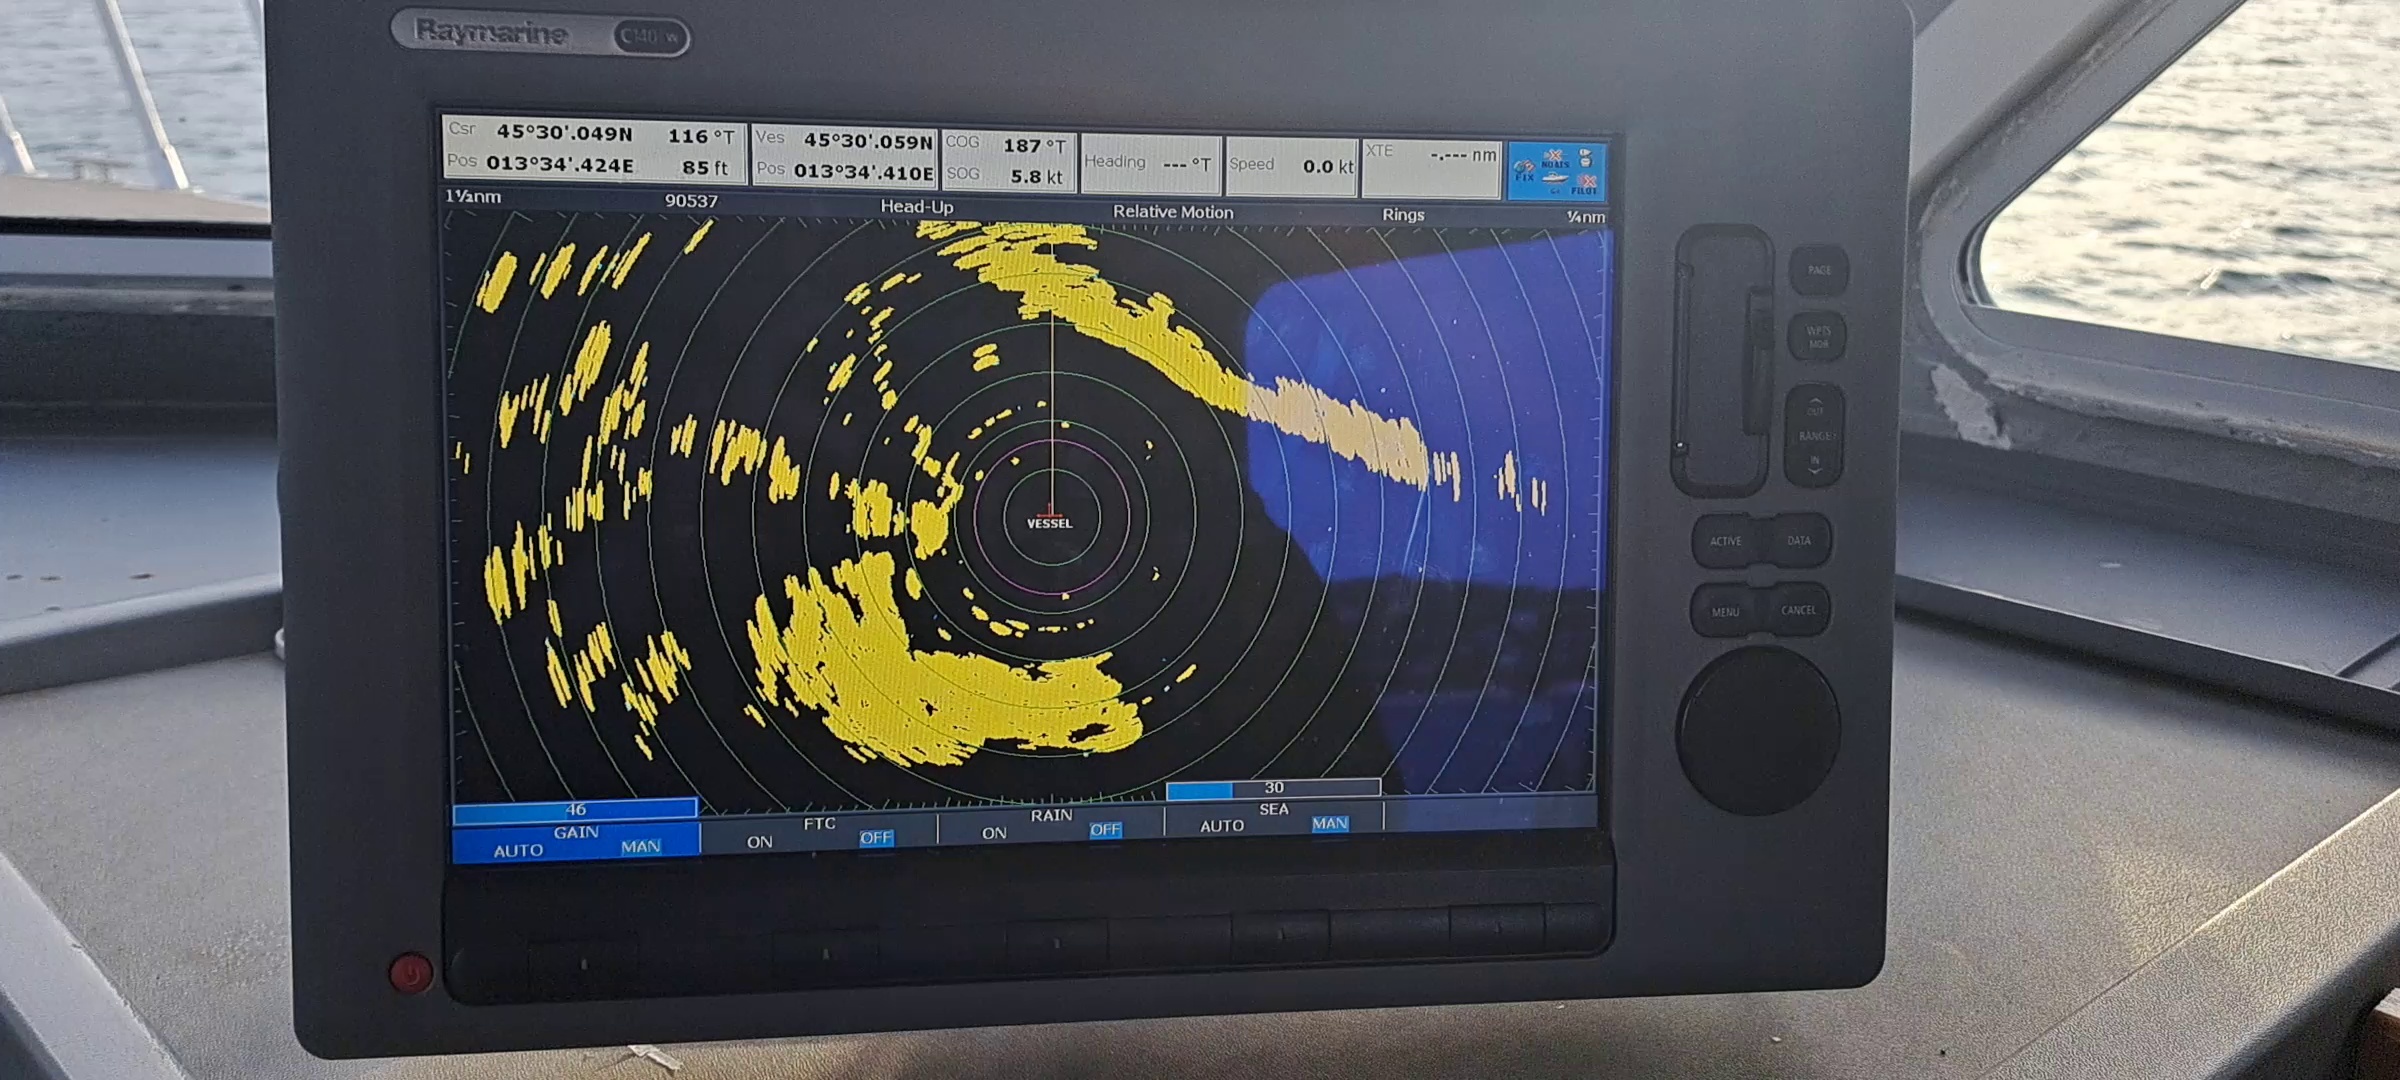 Raymarine C140 W
Csr 45°30'.049N 116 °T
Pos 013°34'.424E 85 ft
Ves 45°30'.059N
Pos 013°34'.410E
COG 187 °T
SOG 5.8 kt
Heading --- °T
Speed 0.0 kt
XTE -.--- nm
FIX
NOAIS
PILOT
1½nm 90537 Head-Up Relative Motion Rings ¼nm
VESSEL
46
GAIN
AUTO MAN
FTC
ON OFF
RAIN
ON OFF
30
SEA
AUTO MAN
PAGE
WPTS
MOB
OUT
RANGE
IN
ACTIVE DATA
MENU CANCEL